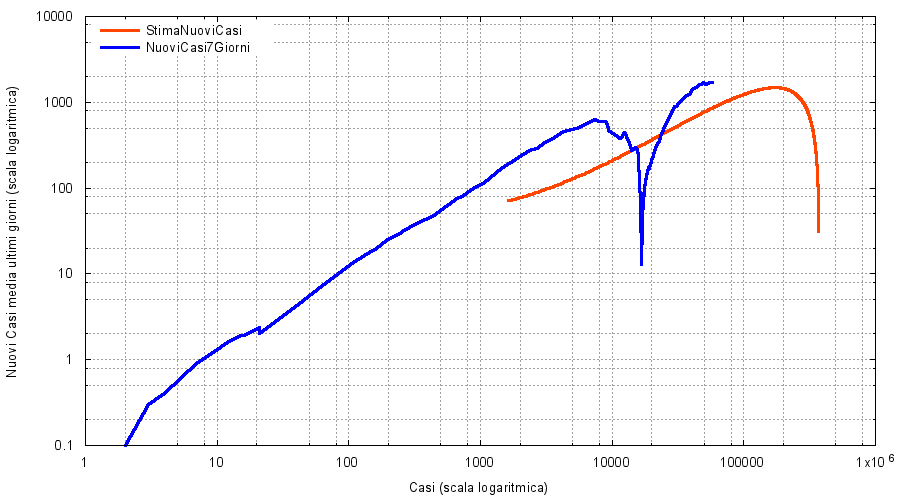 10000
StimaNuoviCasi
NuoviCasi7Giorni
1000
100
10
1
0.1
Nuovi Casi media ultimi giorni (scala logaritmica)
1 10 100 1000 10000 100000 1x10 6
Casi (scala logaritmica)